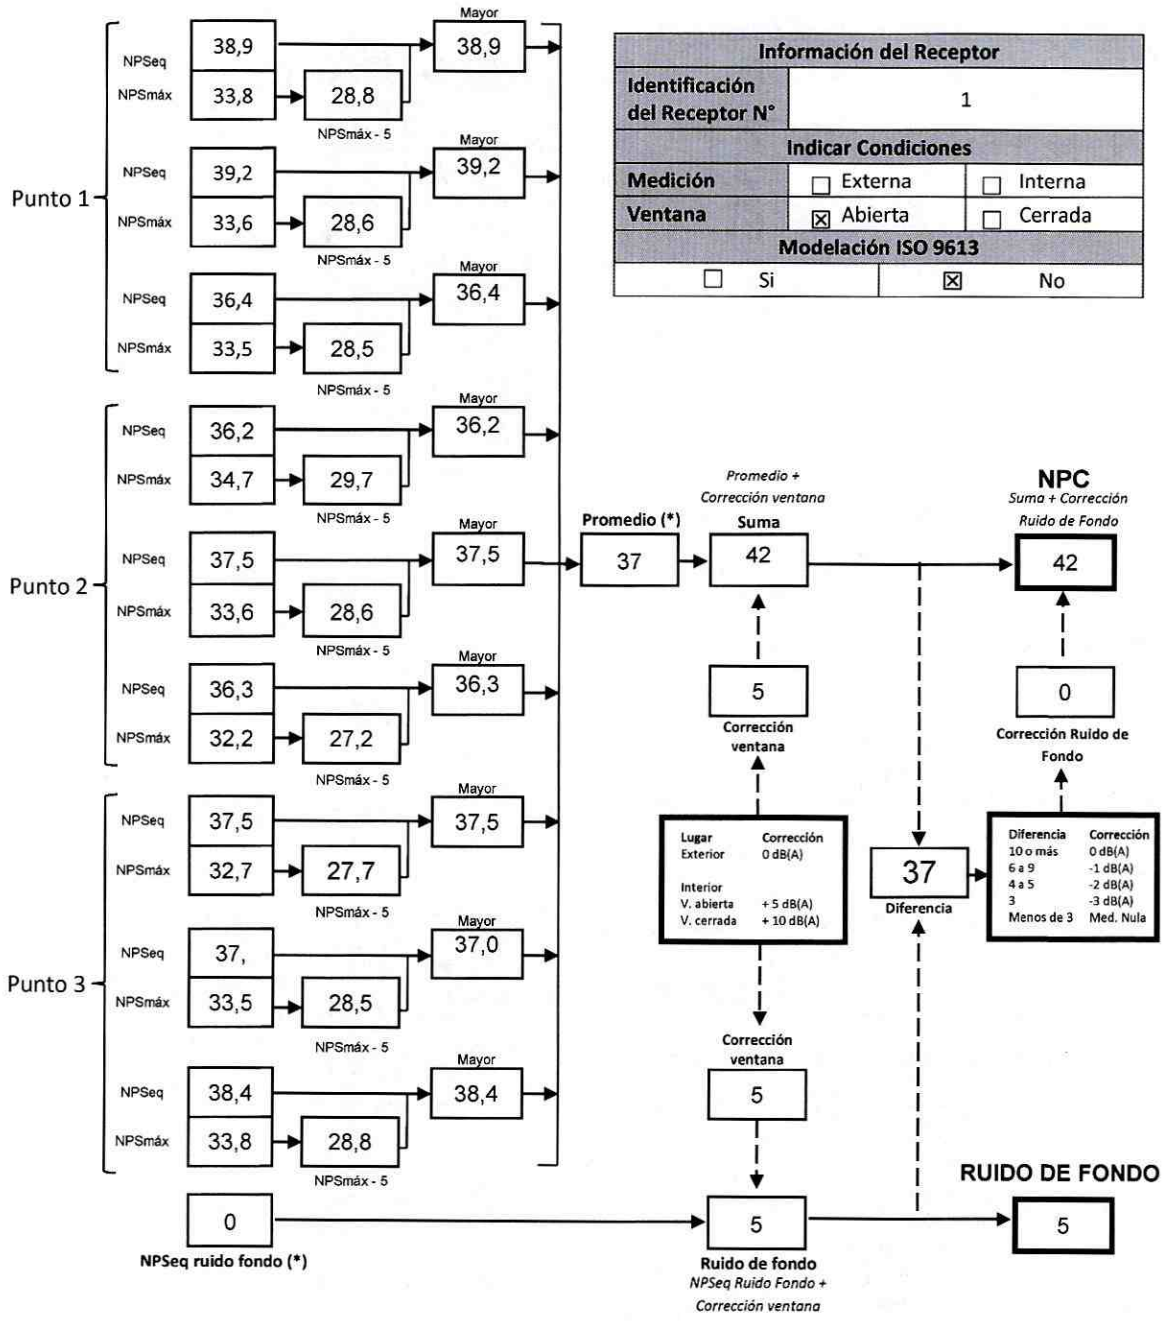 Información del Receptor
Identificación del Receptor N° 1
Indicar Condiciones
Medición ☐ Externa ☐ Interna
Ventana ☒ Abierta ☐ Cerrada
Modelación ISO 9613
☐ Si ☒ No
Punto 1
Mayor
NPSeq 38,9 38,9
NPSmáx 33,8 28,8
NPSmáx - 5
Mayor
NPSeq 39,2 39,2
NPSmáx 33,6 28,6
NPSmáx - 5
Mayor
NPSeq 36,4 36,4
NPSmáx 33,5 28,5
NPSmáx - 5
Punto 2
Mayor
NPSeq 36,2 36,2
NPSmáx 34,7 29,7
NPSmáx - 5
Mayor
NPSeq 37,5 37,5
NPSmáx 33,6 28,6
NPSmáx - 5
Mayor
NPSeq 36,3 36,3
NPSmáx 32,2 27,2
NPSmáx - 5
Punto 3
Mayor
NPSeq 37,5 37,5
NPSmáx 32,7 27,7
NPSmáx - 5
Mayor
NPSeq 37, 37,0
NPSmáx 33,5 28,5
NPSmáx - 5
Mayor
NPSeq 38,4 38,4
NPSmáx 33,8 28,8
NPSmáx - 5
0
NPSeq ruido fondo (*)
Promedio (*)
37
Promedio +
Corrección ventana
Suma
42
5
Corrección
ventana
Lugar Corrección
Exterior 0 dB(A)
Interior
V. abierta + 5 dB(A)
V. cerrada + 10 dB(A)
Corrección
ventana
5
5
Ruido de fondo
NPSeq Ruido Fondo +
Corrección ventana
NPC
Suma + Corrección
Ruido de Fondo
42
0
Corrección Ruido de
Fondo
Diferencia Corrección
10 o más 0 dB(A)
6 a 9 -1 dB(A)
4 a 5 -2 dB(A)
3 -3 dB(A)
Menos de 3 Med. Nula
37
Diferencia
RUIDO DE FONDO
5